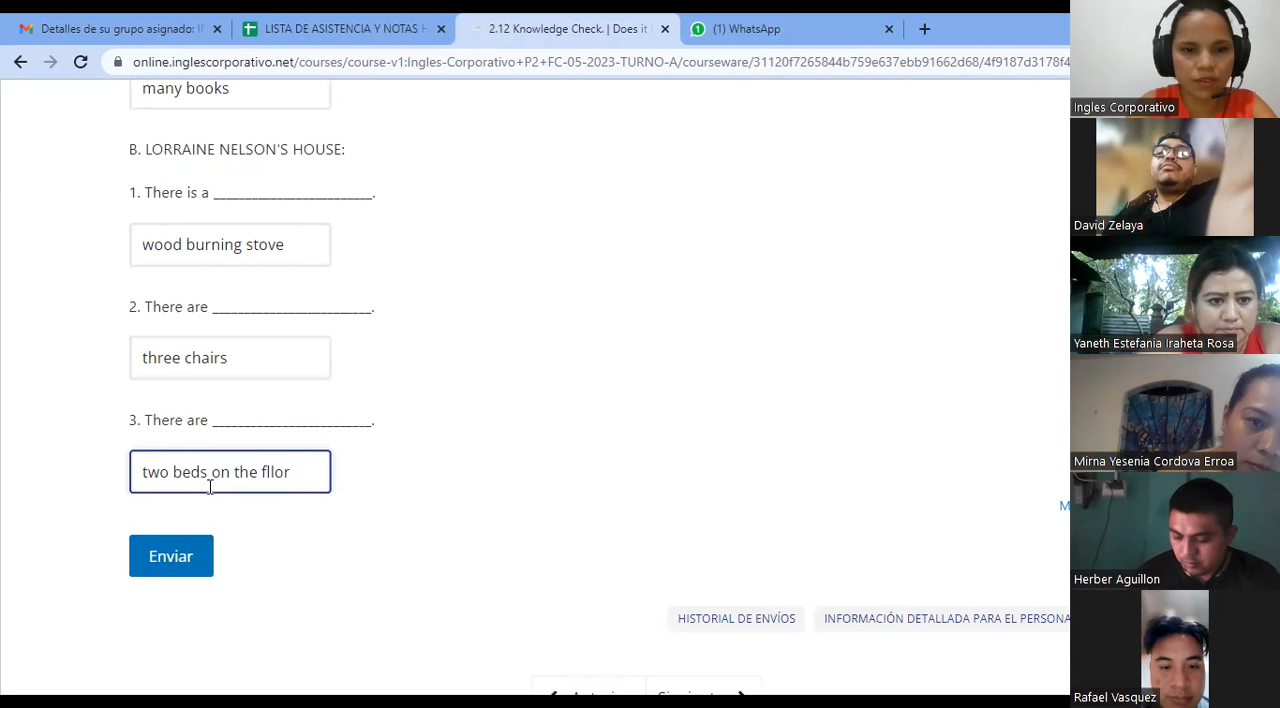 Detalles de su grupo asignado: I
LISTA DE ASISTENCIA Y NOTAS
2.12 Knowledge Check. | Does it
(1) WhatsApp
online.inglescorporativo.net/courses/course-v1:Ingles-Corporativo+P2+FC-05-2023-TURNO-A/courseware/31120f7265844b759e637ebb91662d68/4f9187d3178f4
many books
B. LORRAINE NELSON'S HOUSE:
1. There is a ________________________.
wood burning stove
2. There are ________________________.
three chairs
3. There are ________________________.
two beds on the fllor
Enviar
HISTORIAL DE ENVÍOS
INFORMACIÓN DETALLADA PARA EL PERSONA
Ingles Corporativo
David Zelaya
Yaneth Estefania Iraheta Rosa
Mirna Yesenia Cordova Erroa
Herber Aguillon
Rafael Vasquez